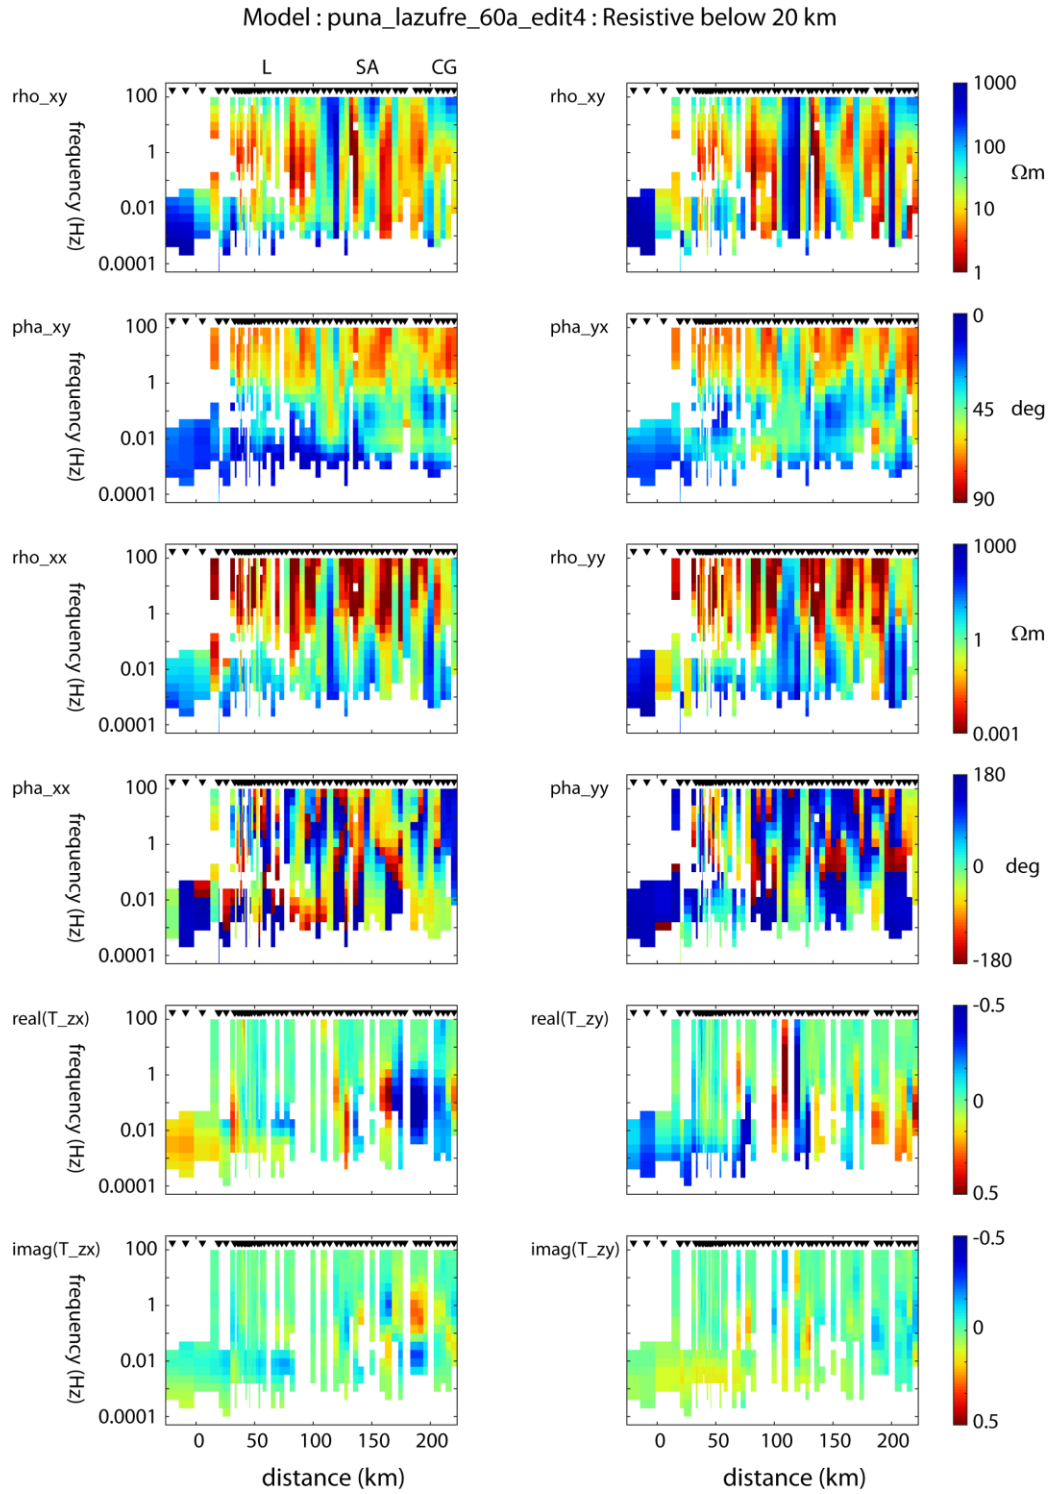 Model : puna_lazufre_60a_edit4 : Resistive below 20 km
L SA CG
rho_xy
frequency (Hz)
100
1
0.01
0.0001
rho_xy
1000
100
10
1
Ωm
pha_xy
frequency (Hz)
100
1
0.01
0.0001
pha_yx
0
45
90
deg
rho_xx
frequency (Hz)
100
1
0.01
0.0001
rho_yy
1000
1
0.001
Ωm
pha_xx
frequency (Hz)
100
1
0.01
0.0001
pha_yy
180
0
-180
deg
real(T_zx)
frequency (Hz)
100
1
0.01
0.0001
real(T_zy)
-0.5
0
0.5
imag(T_zx)
frequency (Hz)
100
1
0.01
0.0001
imag(T_zy)
-0.5
0
0.5
0 50 100 150 200
0 50 100 150 200
distance (km)
distance (km)